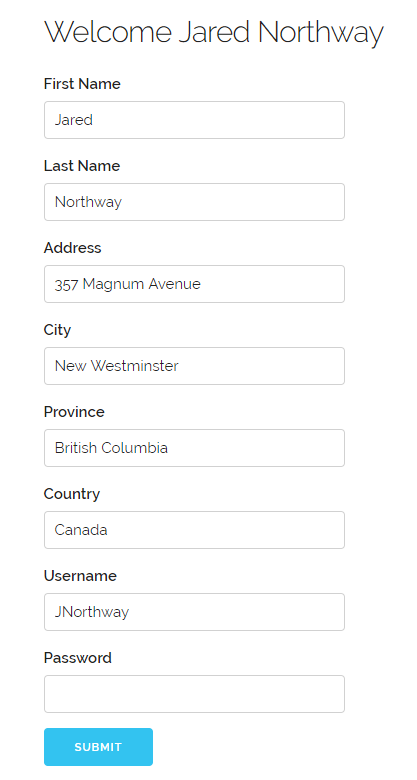 Welcome Jared Northway
First Name
Jared
Last Name
Northway
Address
357 Magnum Avenue
City
New Westminster
Province
British Columbia
Country
Canada
Username
JNorthway
Password
SUBMIT